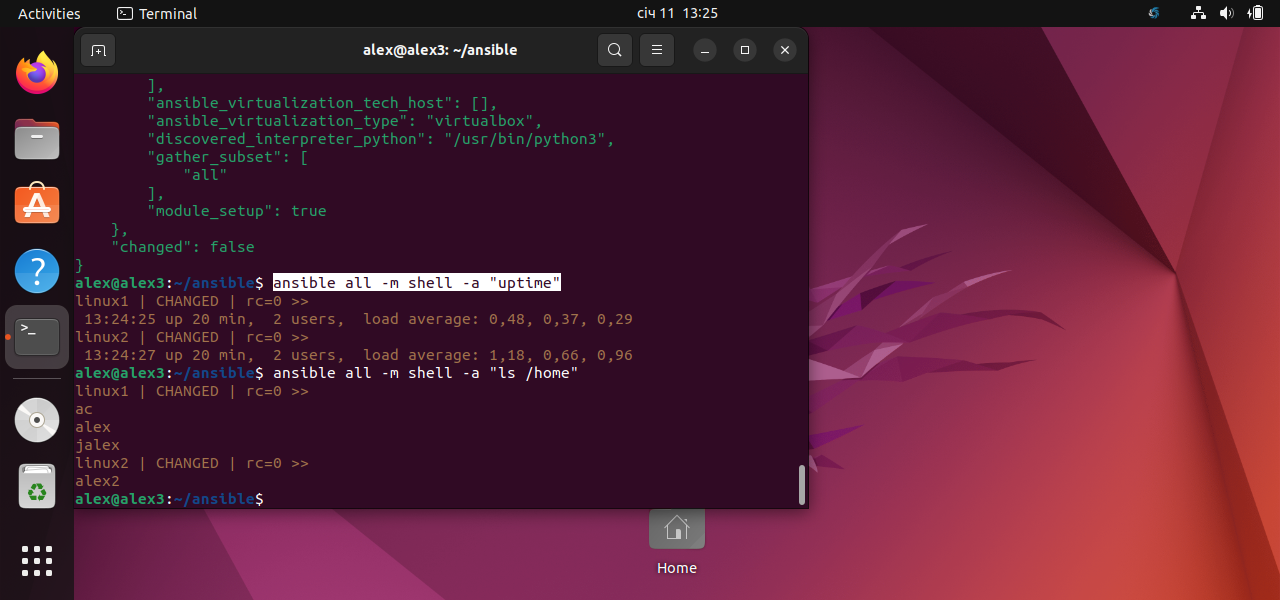 Activities
Terminal
січ 11 13:25
alex@alex3: ~/ansible
        ],
        "ansible_virtualization_tech_host": [],
        "ansible_virtualization_type": "virtualbox",
        "discovered_interpreter_python": "/usr/bin/python3",
        "gather_subset": [
            "all"
        ],
        "module_setup": true
    },
    "changed": false
}
alex@alex3:~/ansible$ ansible all -m shell -a "uptime"
linux1 | CHANGED | rc=0 >>
 13:24:25 up 20 min,  2 users,  load average: 0,48, 0,37, 0,29
linux2 | CHANGED | rc=0 >>
 13:24:27 up 20 min,  2 users,  load average: 1,18, 0,66, 0,96
alex@alex3:~/ansible$ ansible all -m shell -a "ls /home"
linux1 | CHANGED | rc=0 >>
ac
alex
jalex
linux2 | CHANGED | rc=0 >>
alex2
alex@alex3:~/ansible$
Home